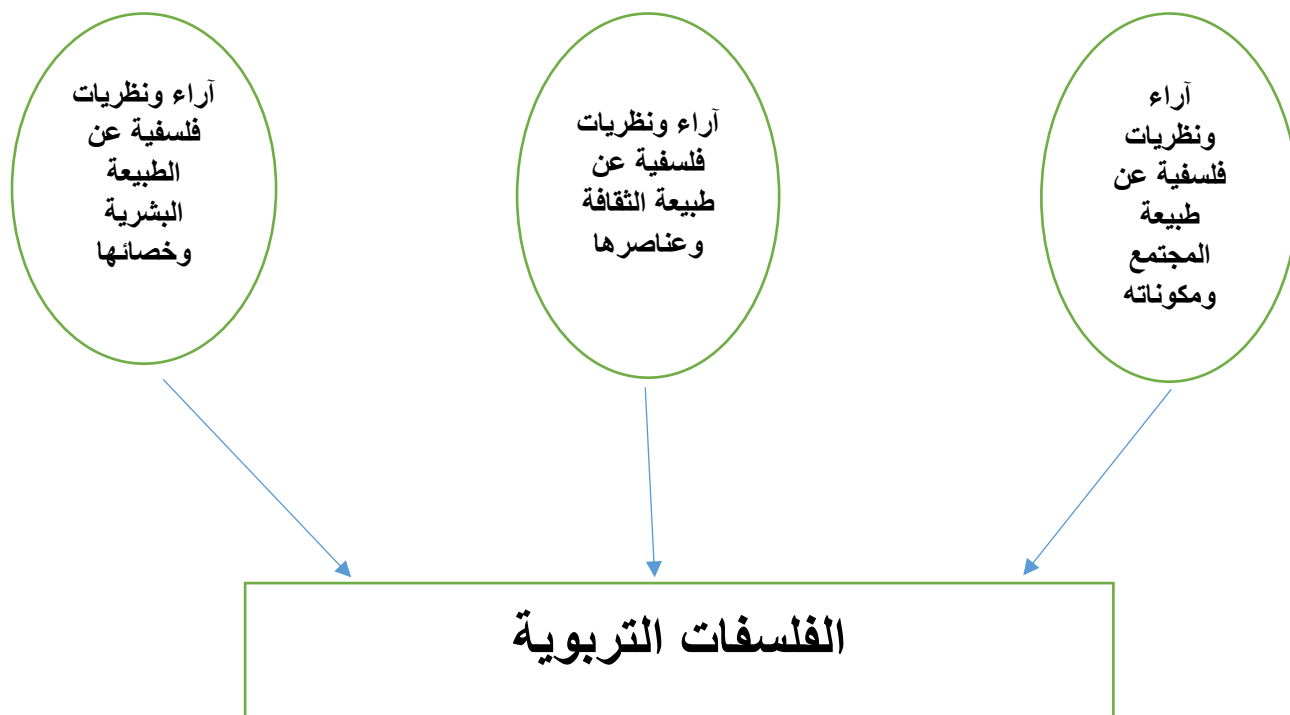 آراء
ونظريات
فلسفية عن
طبيعة
المجتمع
ومكوناته
آراء ونظريات
فلسفية عن
طبيعة الثقافة
وعناصرها
آراء ونظريات
فلسفية عن
الطبيعة
البشرية
وخصائها
الفلسفات التربوية